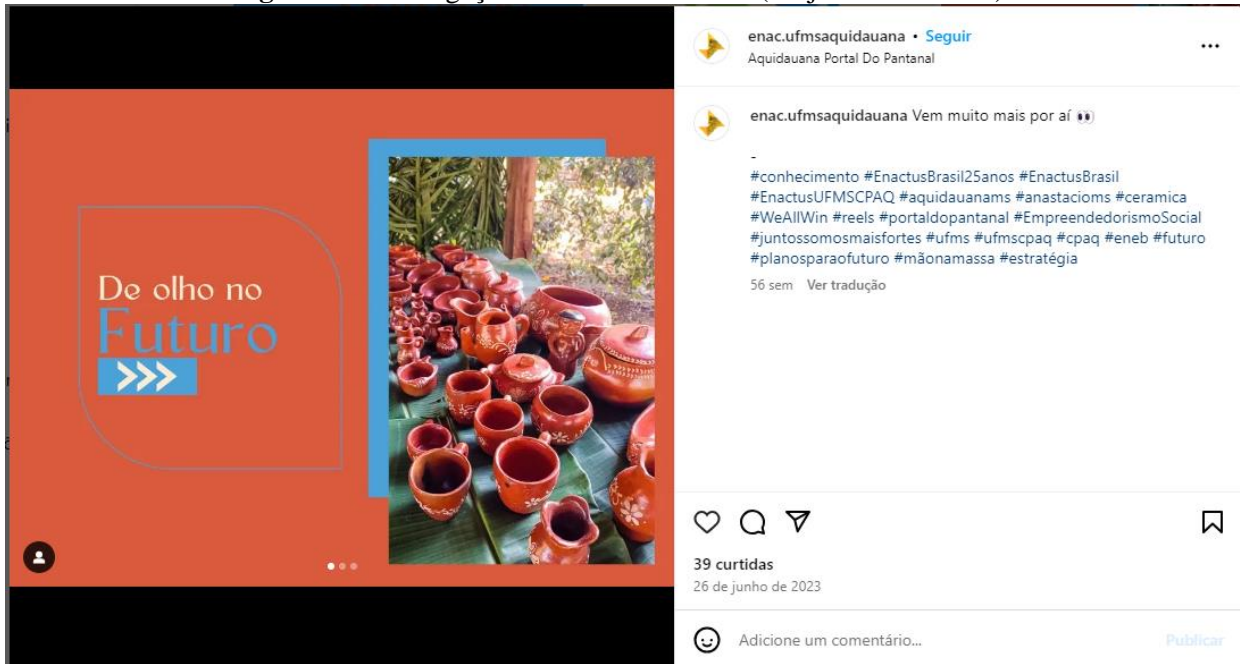 De olho no
Futuro
>>>
enac.ufmsaquidauana • Seguir
Aquidauana Portal Do Pantanal
enac.ufmsaquidauana Vem muito mais por aí 👀
-
#conhecimento #EnactusBrasil25anos #EnactusBrasil
#EnactusUFMSCPAQ #aquidauanams #anastacioms #ceramica
#WeAllWin #reels #portaldopantanal #EmpreendedorismoSocial
#juntossomosmaisfortes #ufms #ufmscpaq #cpaq #eneb #futuro
#planosparaofuturo #mãonamassa #estratégia
56 sem Ver tradução
39 curtidas
26 de junho de 2023
Adicione um comentário...
Publicar